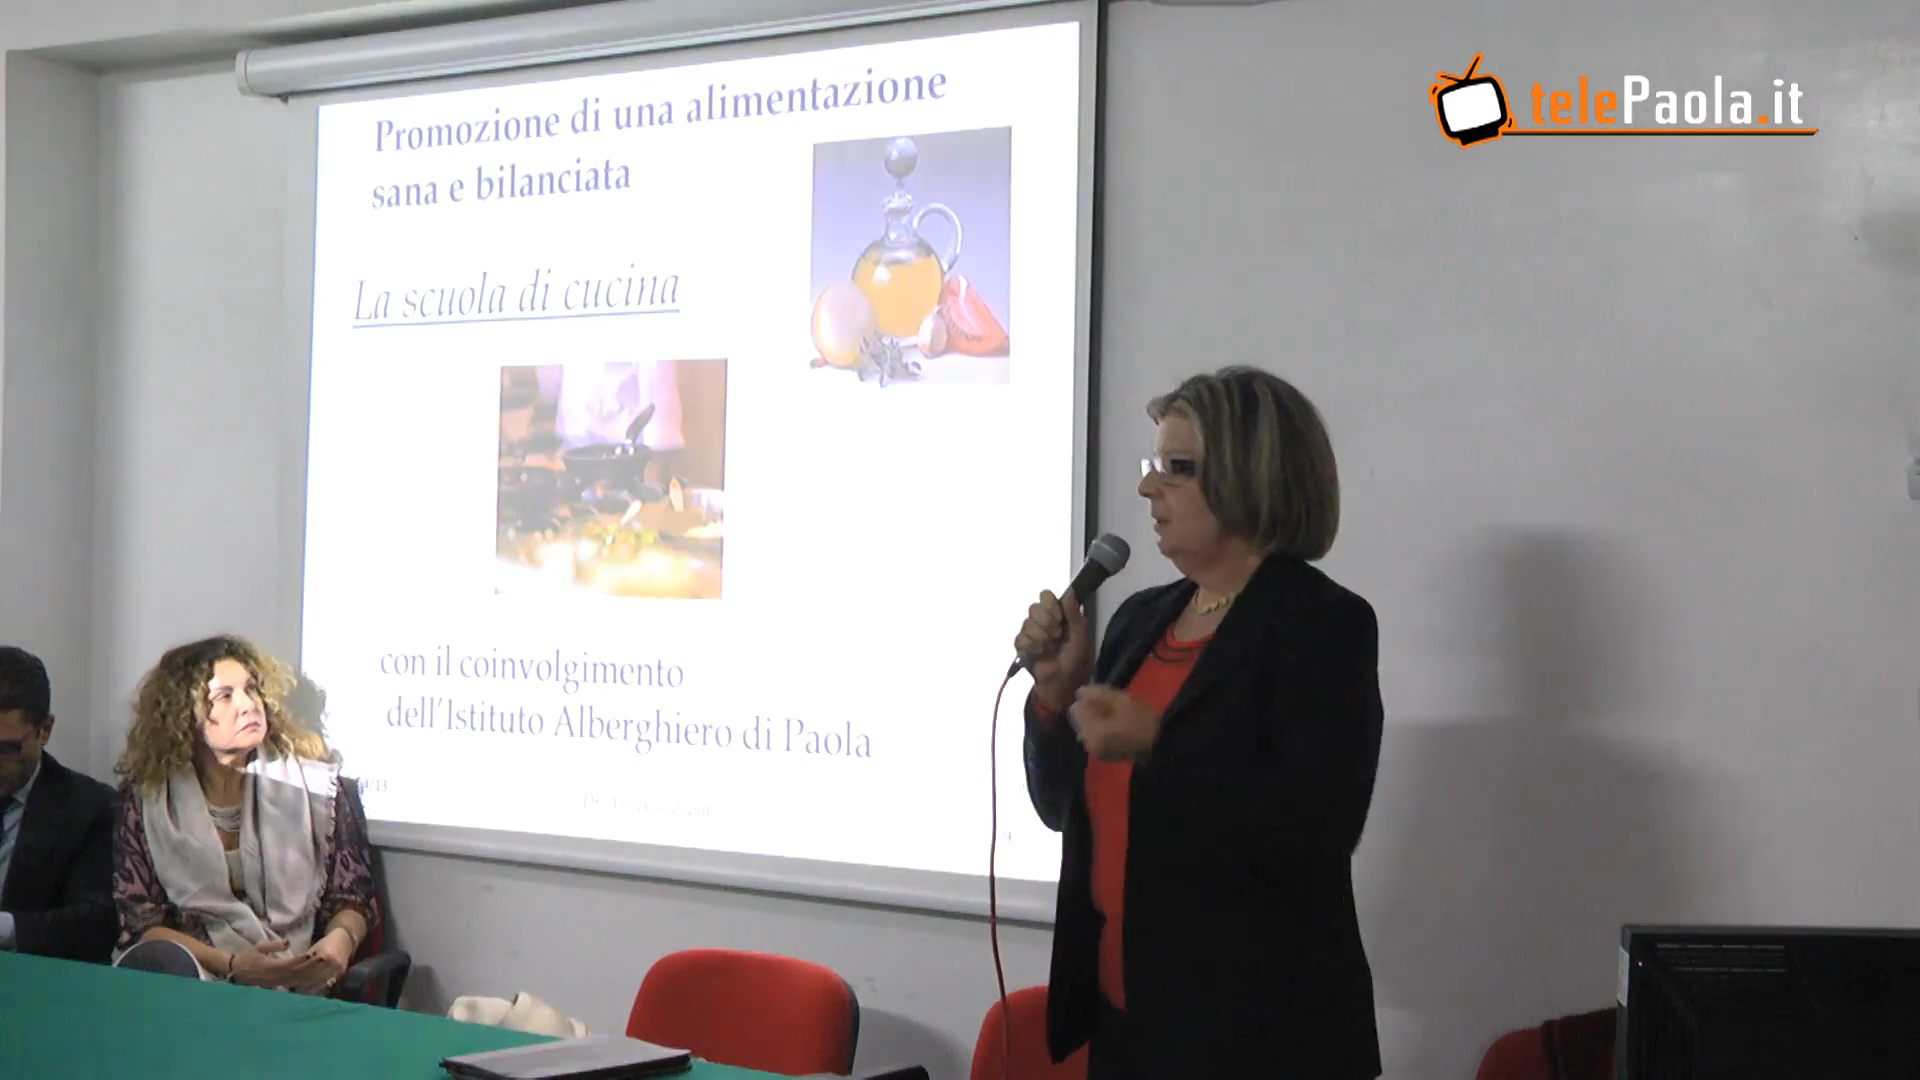 telePaola.it
Promozione di una alimentazione
sana e bilanciata
La scuola di cucina
con il coinvolgimento
dell'Istituto Alberghiero di Paola